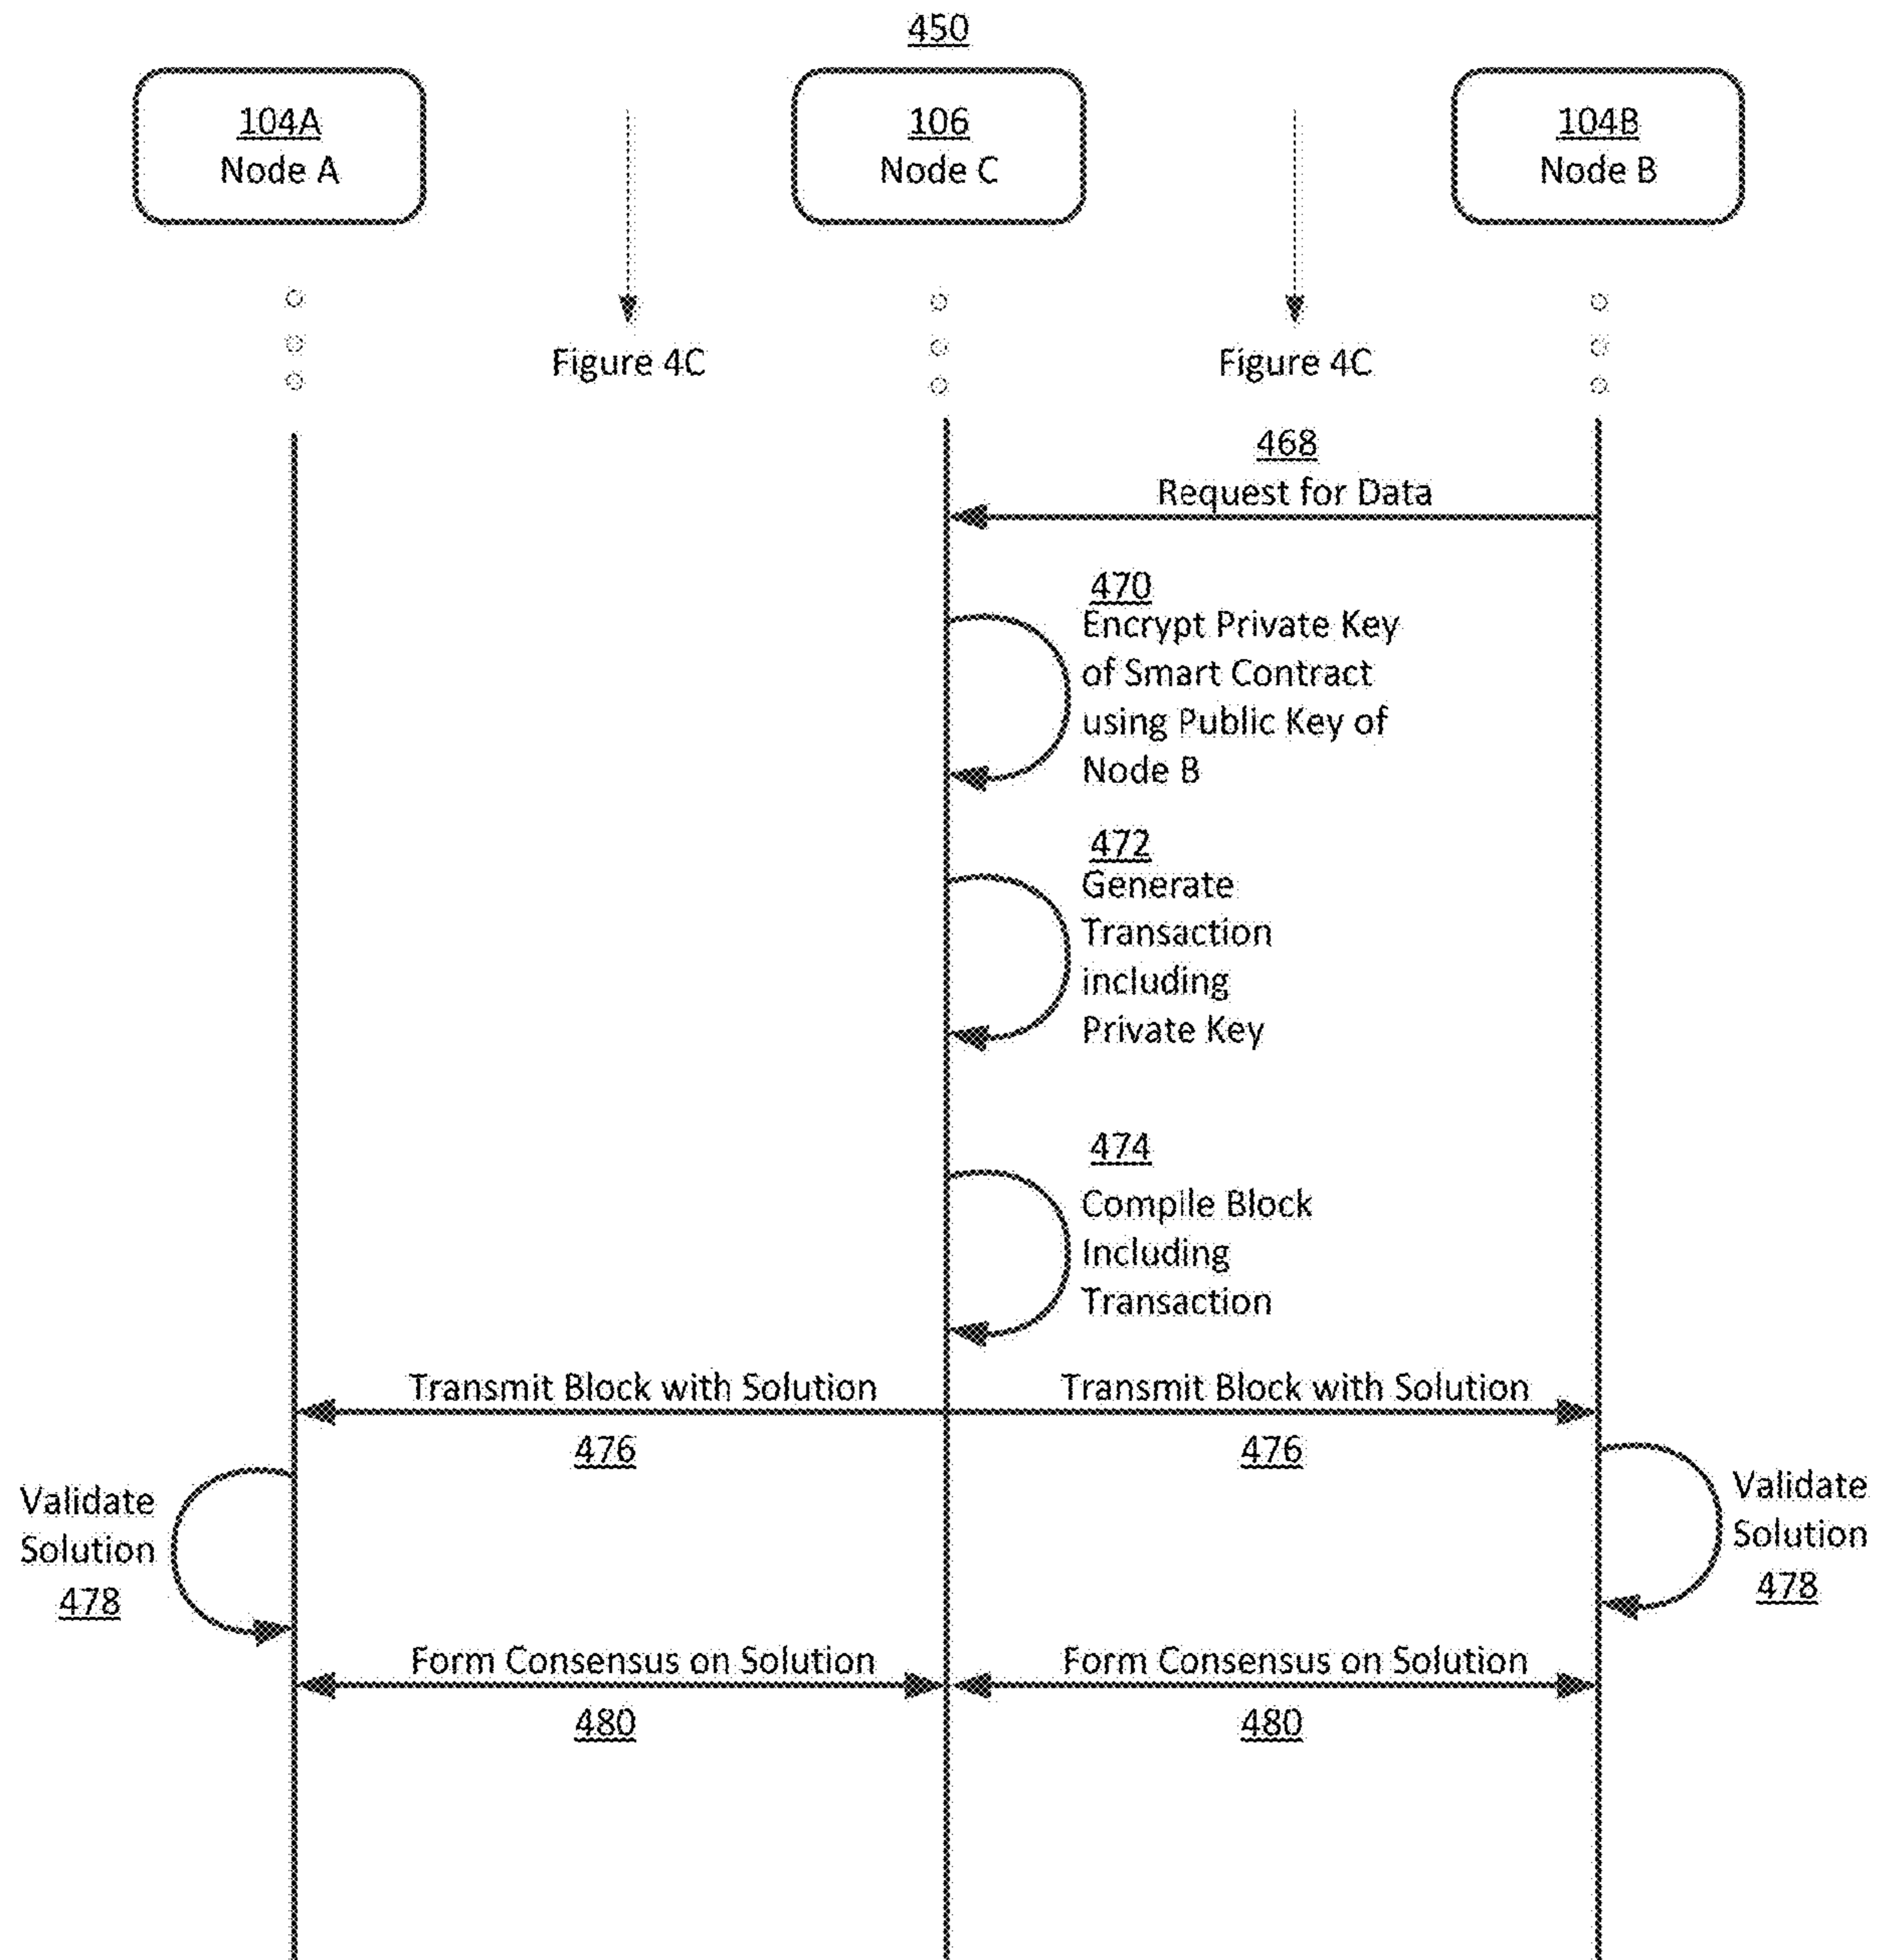 450
104A
Node A
106
Node C
104B
Node B
Figure 4C
Figure 4C
468
Request for Data
470
Encrypt Private Key
of Smart Contract
using Public Key of
Node B
472
Generate
Transaction
including
Private Key
474
Compile Block
Including
Transaction
Transmit Block with Solution
476
Transmit Block with Solution
476
Validate
Solution
478
Validate
Solution
478
Form Consensus on Solution
480
Form Consensus on Solution
480